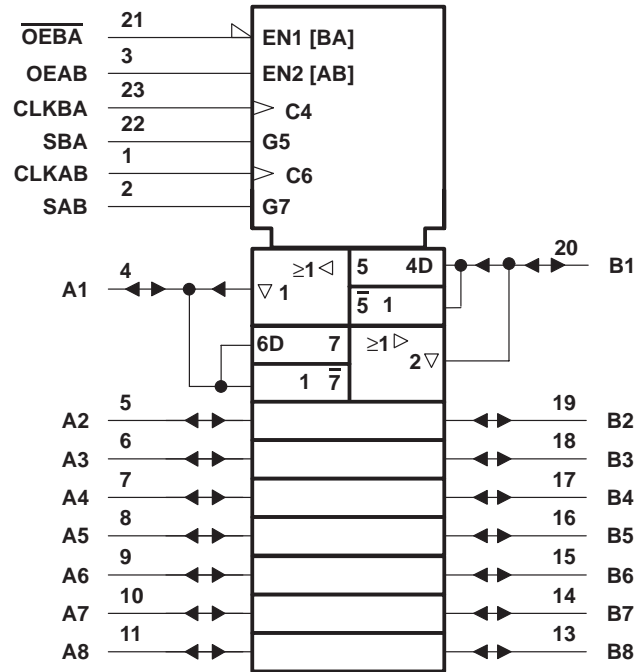 21
OEBA EN1 [BA]
3
OEAB EN2 [AB]
23
CLKBA C4
22
SBA G5
1
CLKAB C6
2
SAB G7
4 ≥1 ◁ 5 4D 20
A1 ▽ 1 5̅ 1 B1
6D 7 ≥1 ▷
1 7̅ 2 ▽
5 19
A2 B2
6 18
A3 B3
7 17
A4 B4
8 16
A5 B5
9 15
A6 B6
10 14
A7 B7
11 13
A8 B8